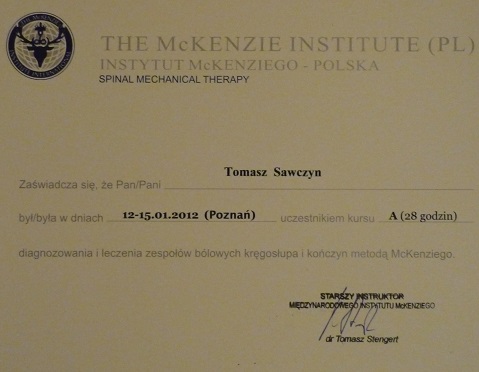 THE McKENZIE INSTITUTE (PL)
INSTYTUT McKENZIEGO - POLSKA
SPINAL MECHANICAL THERAPY
Tomasz Sawczyn
Zaświadcza się, że Pan/Pani
był/była w dniach 12-15.01.2012 (Poznań) uczestnikiem kursu A (28 godzin)
diagnozowania i leczenia zespołów bólowych kręgosłupa i kończyn metodą McKenziego.
STARSZY INSTRUKTOR
MIĘDZYNARODOWEGO INSTYTUTU McKENZIEGO
dr Tomasz Stengert